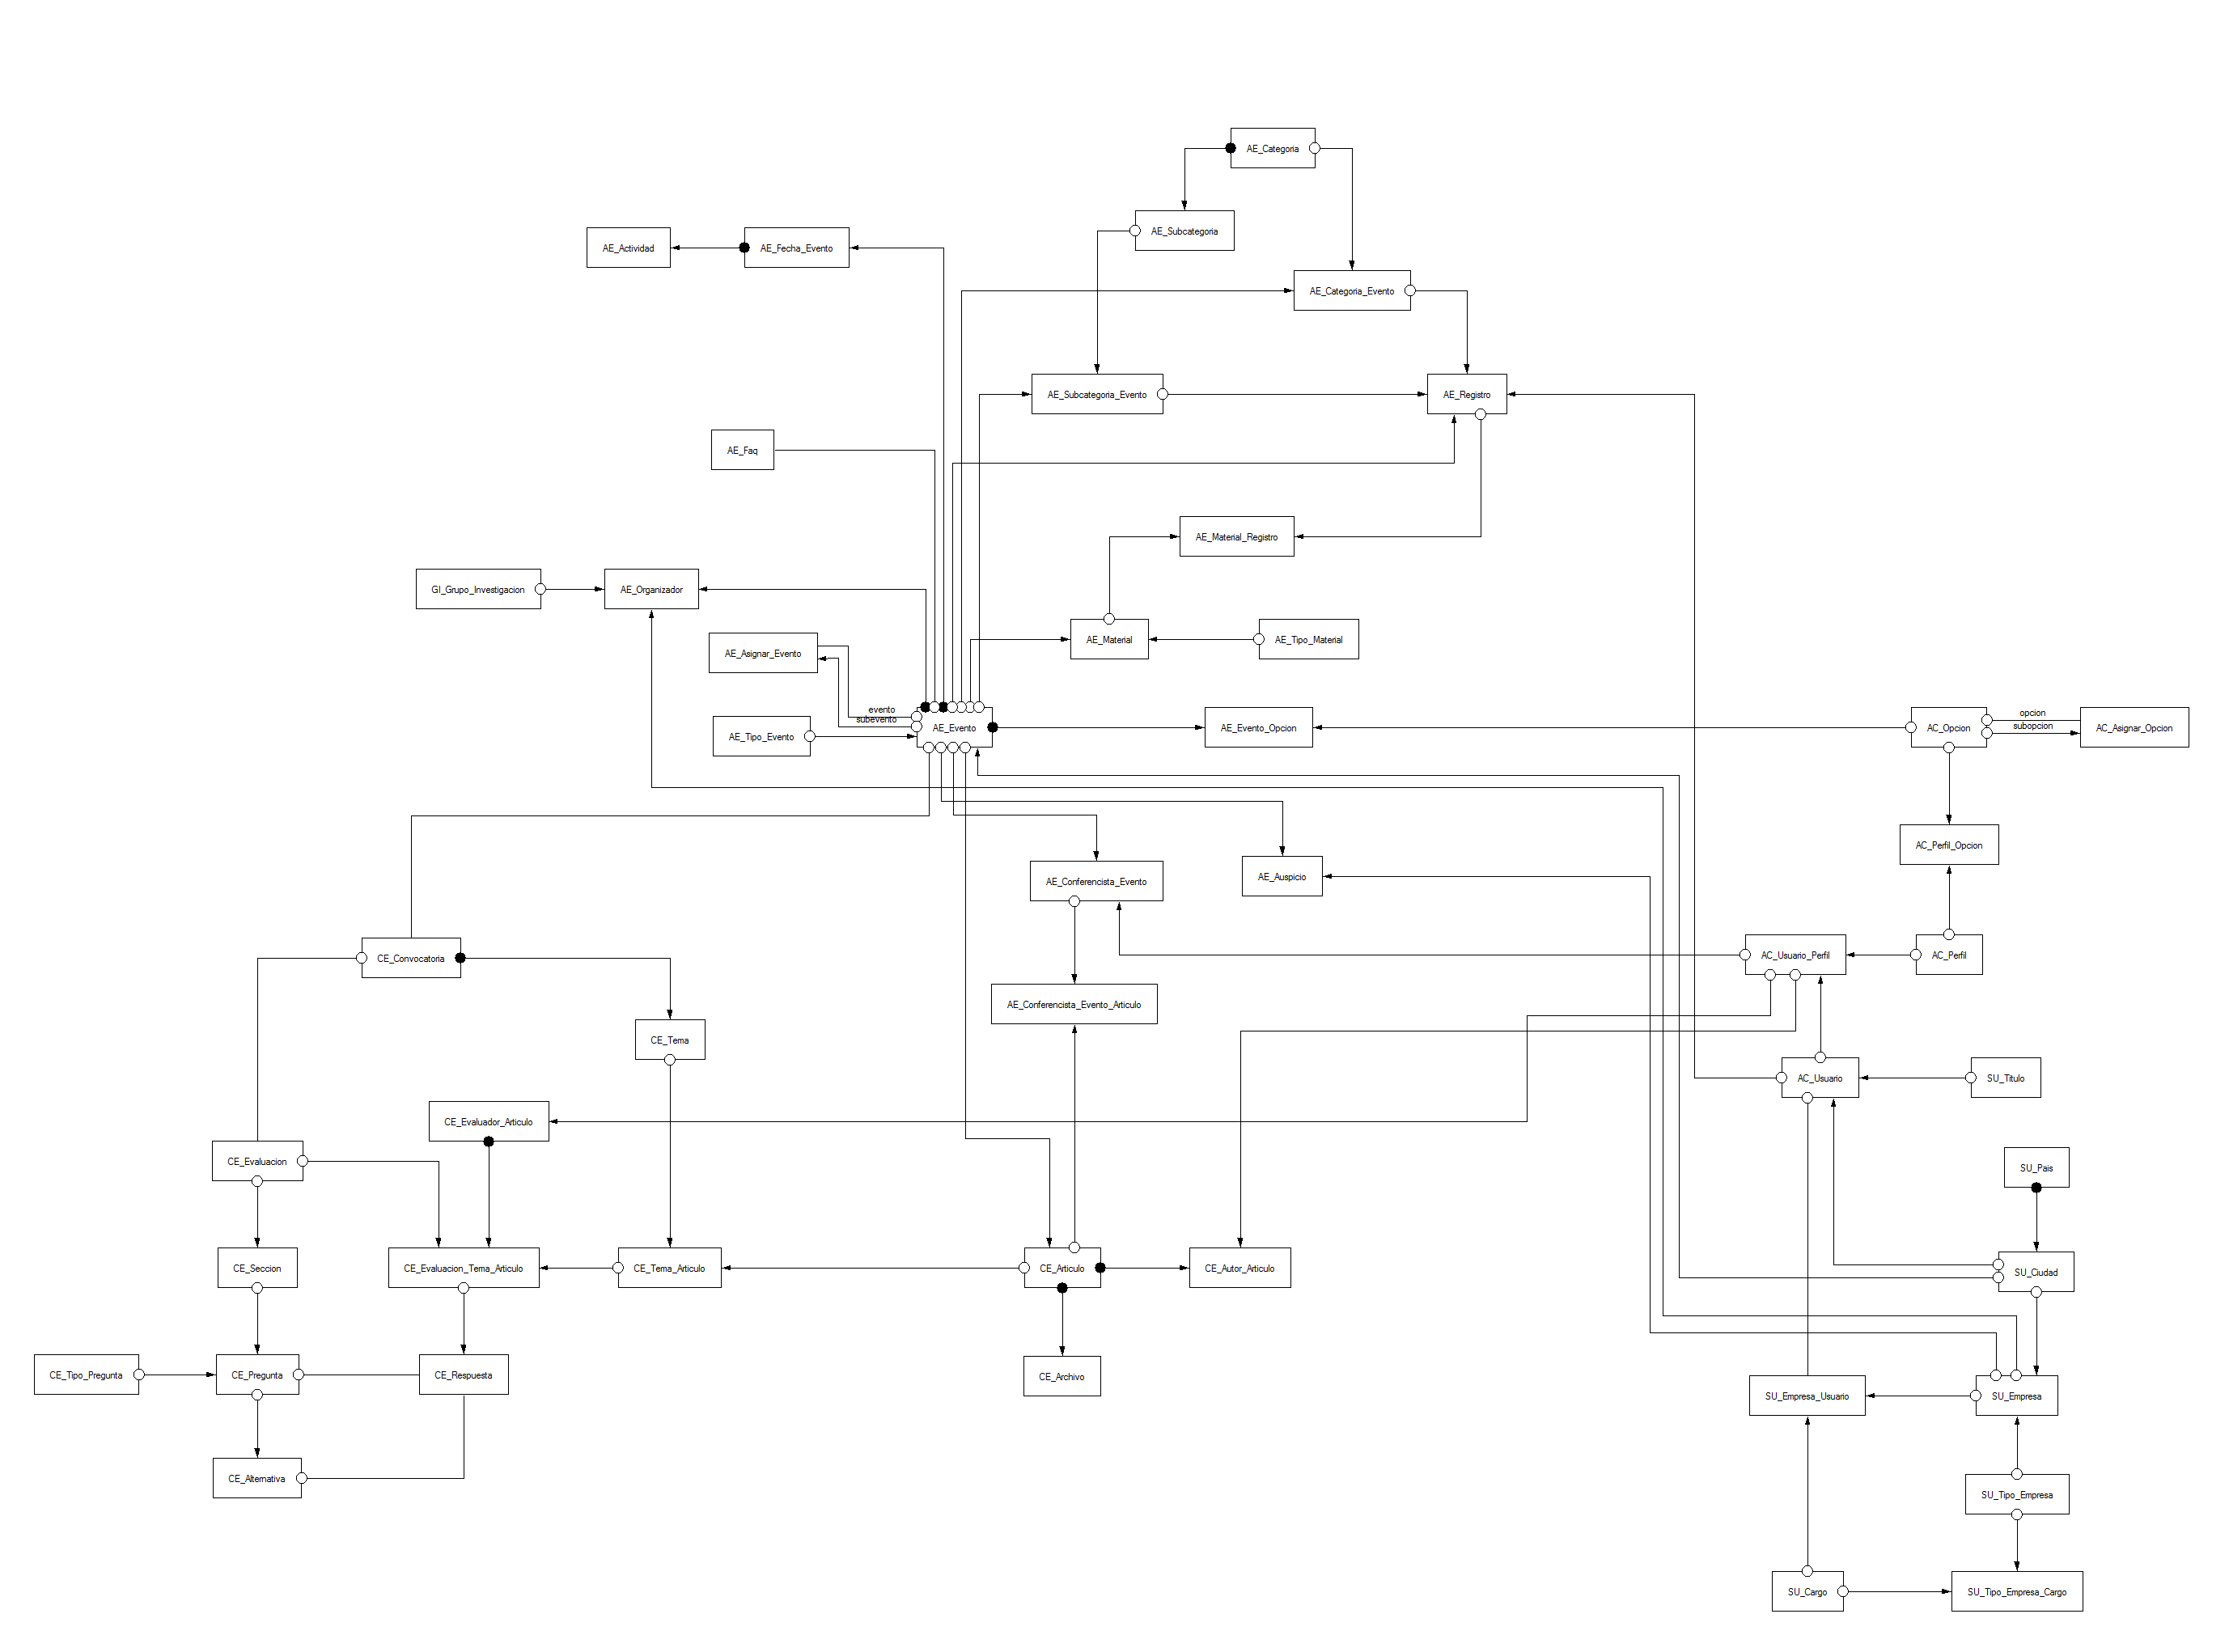 AE_Categoria
AE_Subcategoria
AE_Actividad
AE_Fecha_Evento
AE_Categoria_Evento
AE_Subcategoria_Evento
AE_Registro
AE_Faq
AE_Material_Registro
GI_Grupo_Investigacion
AE_Organizador
AE_Asignar_Evento
AE_Material
AE_Tipo_Material
evento
subevento
AE_Tipo_Evento
AE_Evento
AE_Evento_Opcion
AC_Opcion
opcion
subopcion
AC_Asignar_Opcion
AC_Perfil_Opcion
AE_Conferencista_Evento
AE_Auspicio
CE_Convocatoria
AC_Usuario_Perfil
AC_Perfil
AE_Conferencista_Evento_Articulo
CE_Tema
AC_Usuario
SU_Titulo
CE_Evaluador_Articulo
CE_Evaluacion
SU_Pais
CE_Seccion
CE_Evaluacion_Tema_Articulo
CE_Tema_Articulo
CE_Articulo
CE_Autor_Articulo
SU_Ciudad
CE_Tipo_Pregunta
CE_Pregunta
CE_Respuesta
CE_Archivo
SU_Empresa_Usuario
SU_Empresa
CE_Alternativa
SU_Tipo_Empresa
SU_Cargo
SU_Tipo_Empresa_Cargo